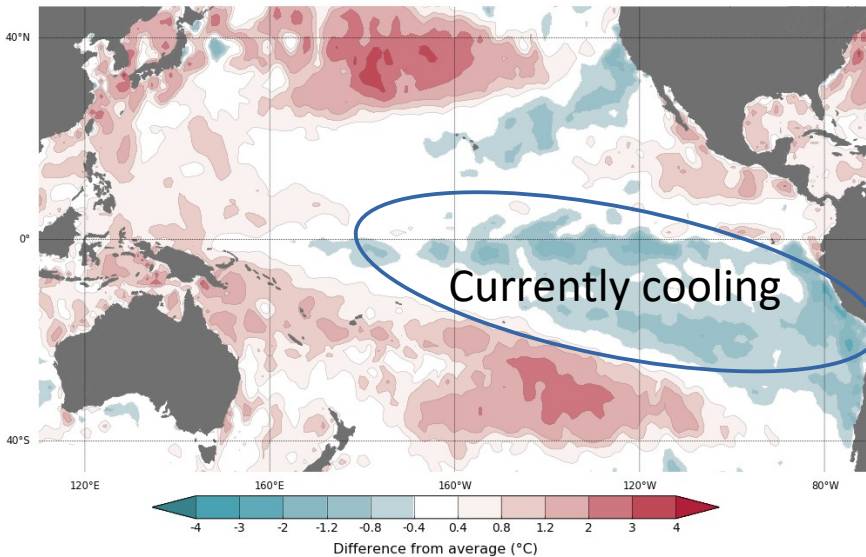 40°N
0°
Currently cooling
40°S
120°E 160°E 160°W 120°W 80°W
-4 -3 -2 -1.2 -0.8 -0.4 0.4 0.8 1.2 2 3 4
Difference from average (°C)